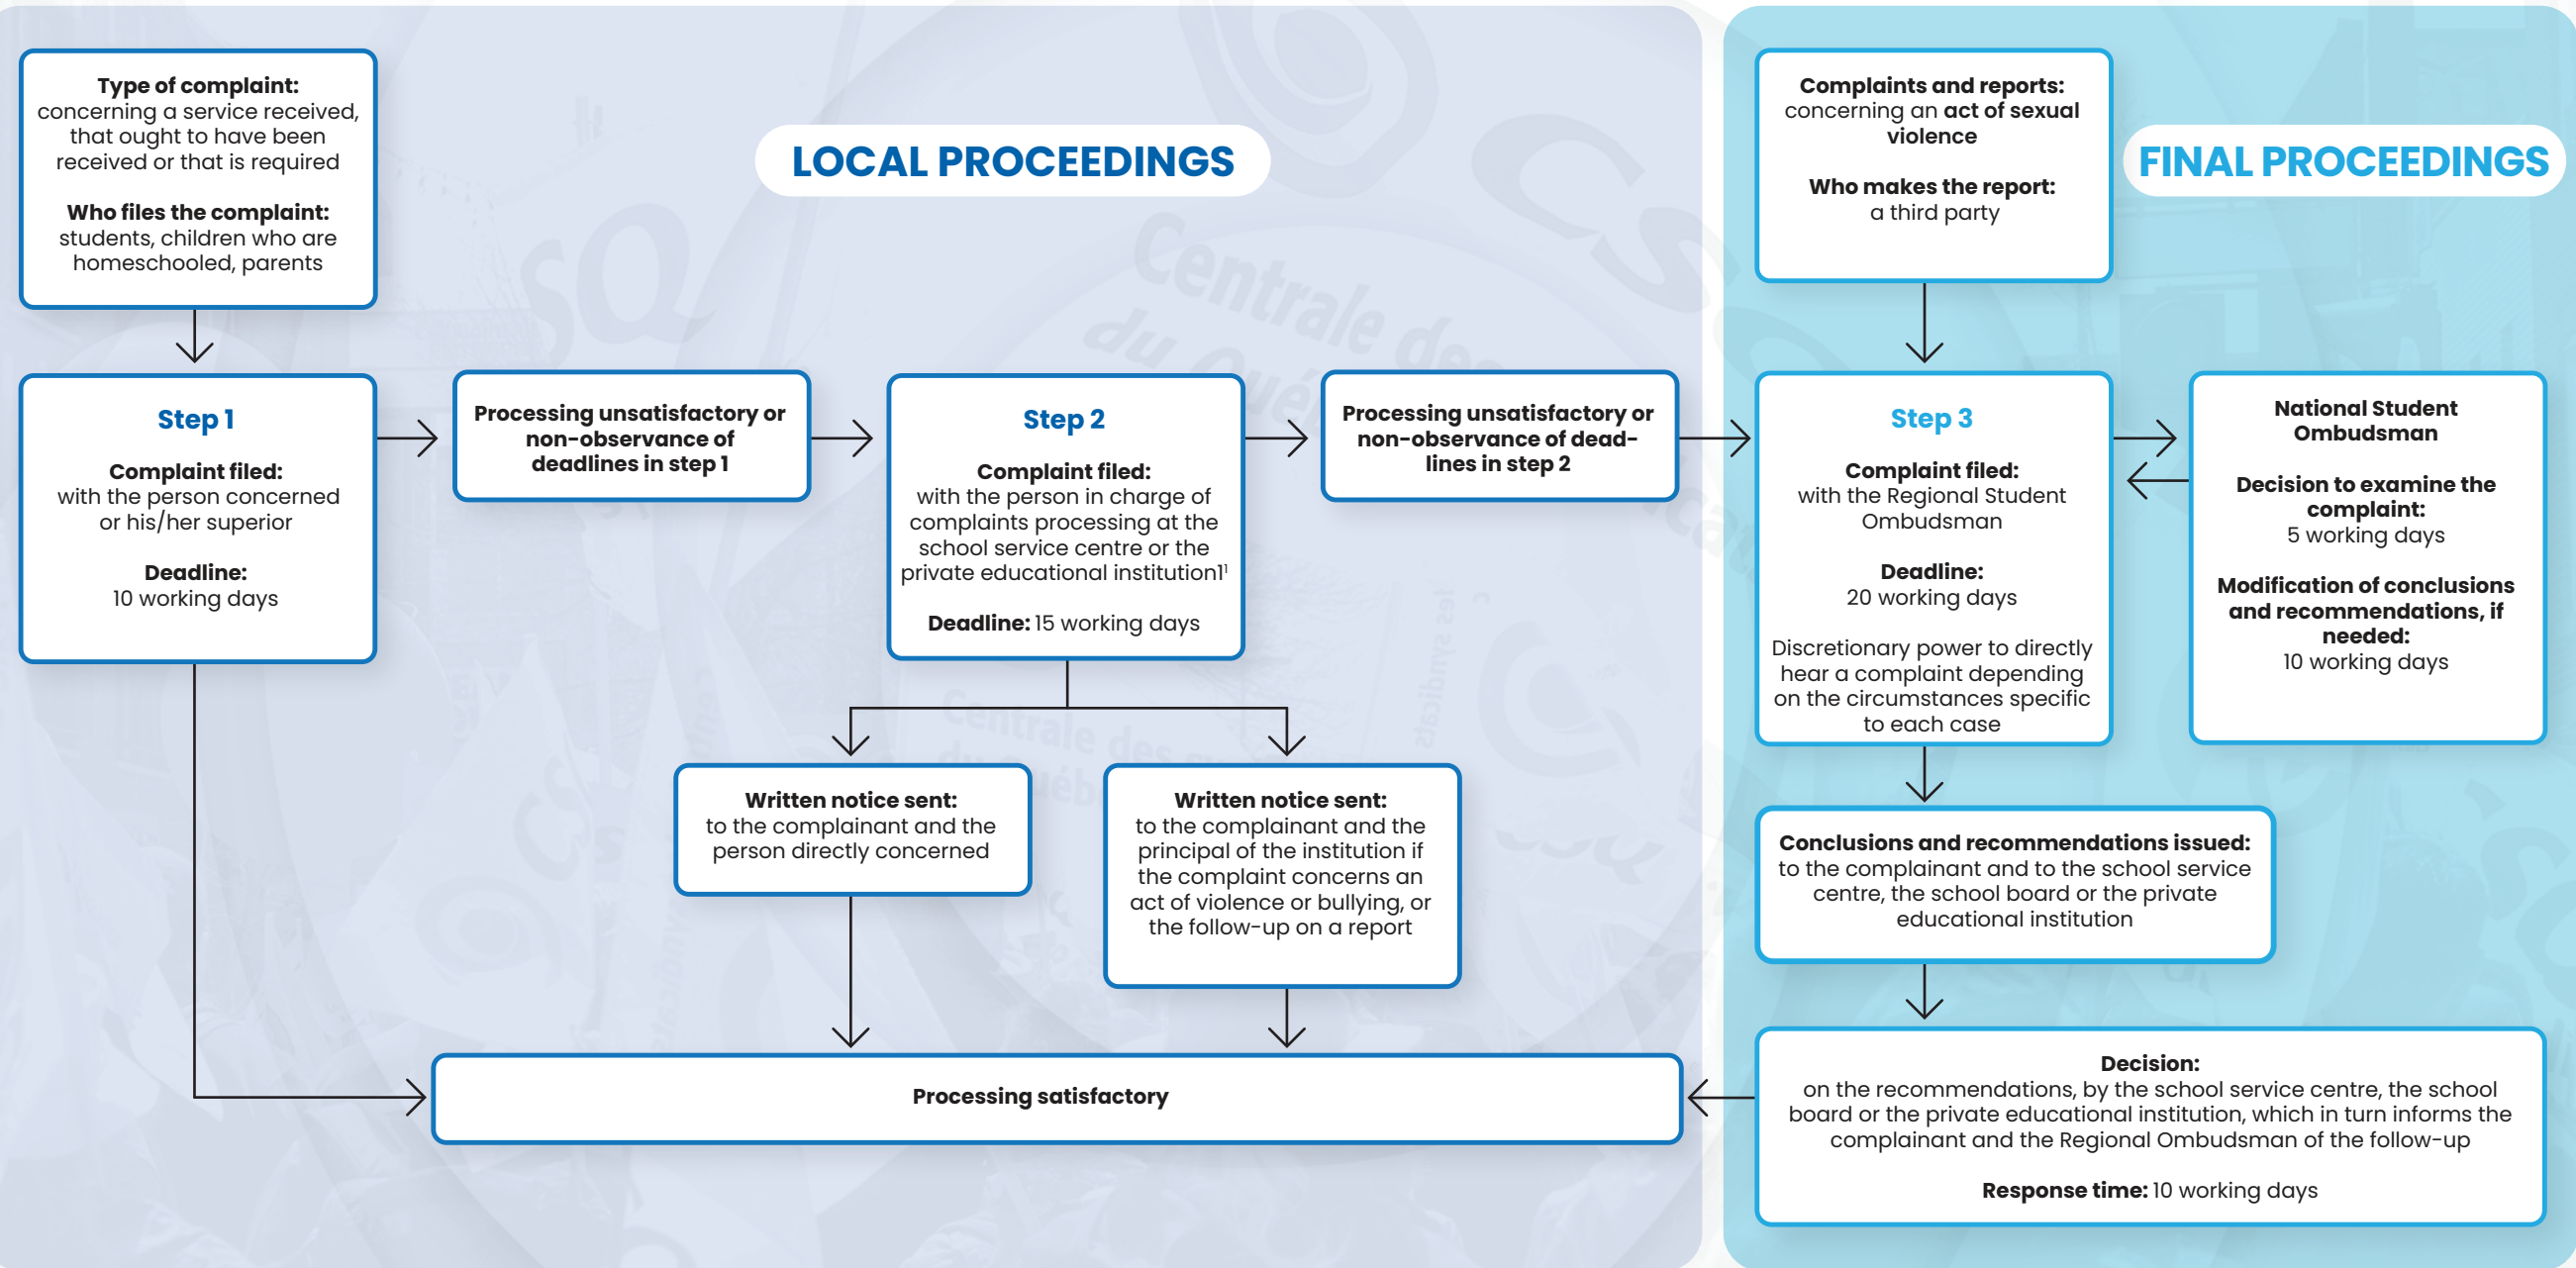 Type of complaint:
concerning a service received,
that ought to have been
received or that is required
Who files the complaint:
students, children who are
homeschooled, parents
LOCAL PROCEEDINGS
Complaints and reports:
concerning an act of sexual
violence
Who makes the report:
a third party
FINAL PROCEEDINGS
Step 1
Complaint filed:
with the person concerned
or his/her superior
Deadline:
10 working days
Processing unsatisfactory or
non-observance of
deadlines in step 1
Step 2
Complaint filed:
with the person in charge of
complaints processing at the
school service centre or the
private educational institution1¹
Deadline: 15 working days
Processing unsatisfactory or
non-observance of dead-
lines in step 2
Step 3
Complaint filed:
with the Regional Student
Ombudsman
Deadline:
20 working days
Discretionary power to directly
hear a complaint depending
on the circumstances specific
to each case
National Student
Ombudsman
Decision to examine the
complaint:
5 working days
Modification of conclusions
and recommendations, if
needed:
10 working days
Written notice sent:
to the complainant and the
person directly concerned
Written notice sent:
to the complainant and the
principal of the institution if
the complaint concerns an
act of violence or bullying, or
the follow-up on a report
Conclusions and recommendations issued:
to the complainant and to the school service
centre, the school board or the private
educational institution
Processing satisfactory
Decision:
on the recommendations, by the school service centre, the school
board or the private educational institution, which in turn informs the
complainant and the Regional Ombudsman of the follow-up
Response time: 10 working days
SQ
Centrale des
du Qué
CSQ
Centrale des sy
du Québ
les syndicats